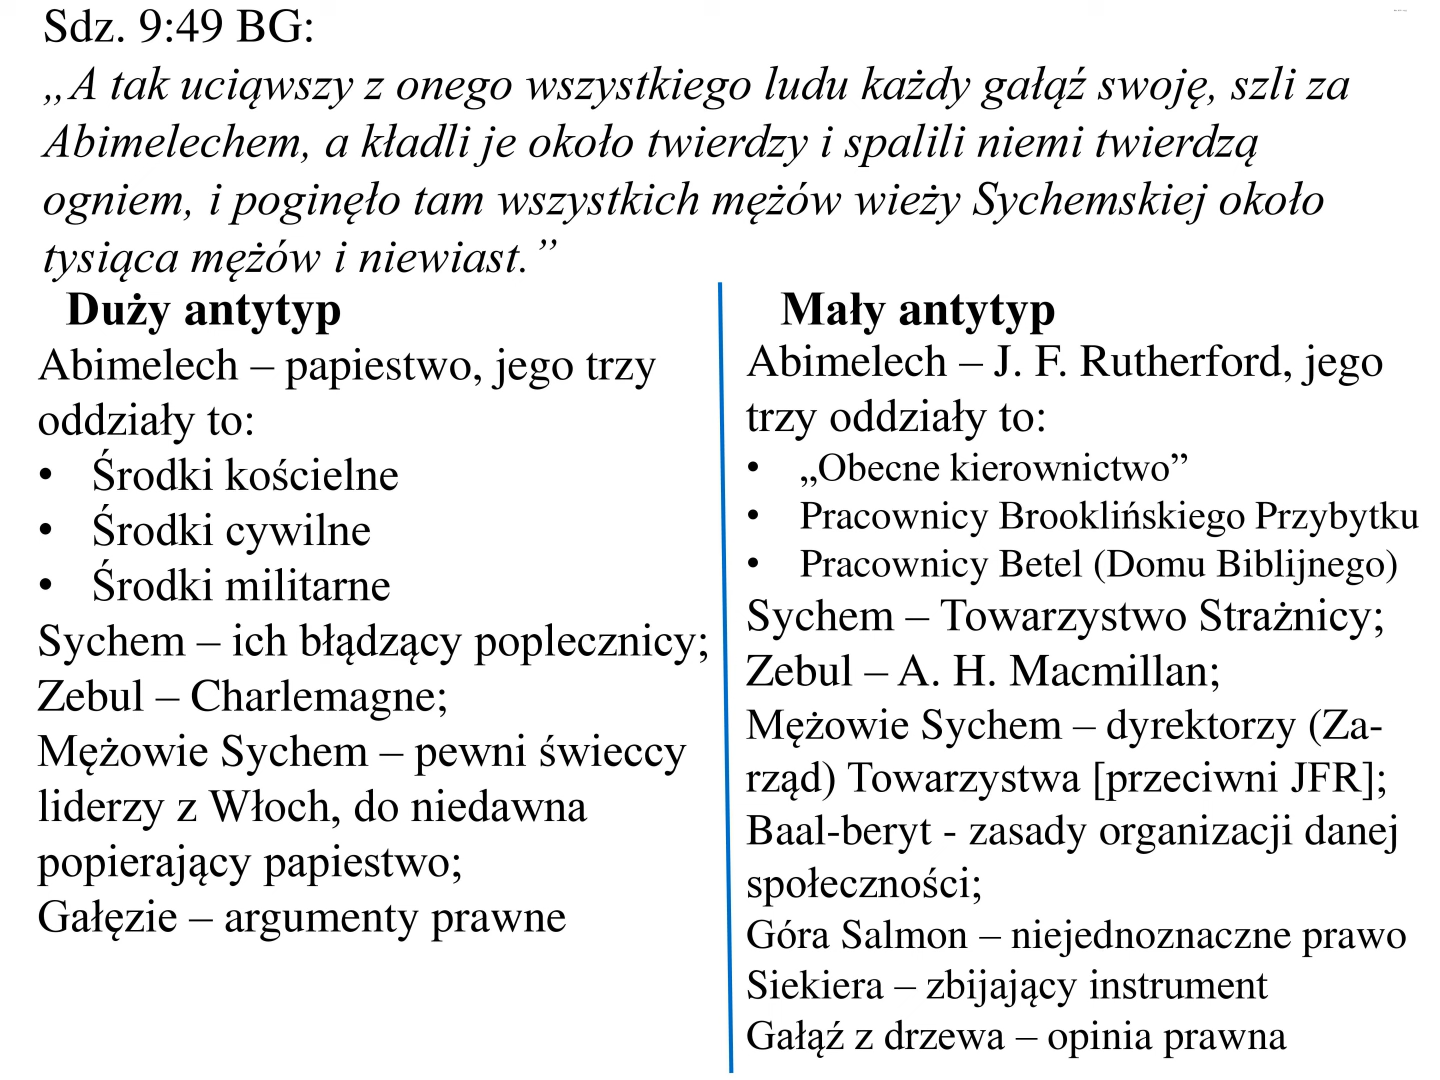 Sdz. 9:49 BG:
„A tak uciąwszy z onego wszystkiego ludu każdy gałąź swoję, szli za
Abimelechem, a kładli je około twierdzy i spalili niemi twierdzą
ogniem, i poginęło tam wszystkich mężów wieży Sychemskiej około
tysiąca mężów i niewiast.”
Duży antytyp
Abimelech – papiestwo, jego trzy
oddziały to:
• Środki kościelne
• Środki cywilne
• Środki militarne
Sychem – ich błądzący poplecznicy;
Zebul – Charlemagne;
Mężowie Sychem – pewni świeccy
liderzy z Włoch, do niedawna
popierający papiestwo;
Gałęzie – argumenty prawne
Mały antytyp
Abimelech – J. F. Rutherford, jego
trzy oddziały to:
• „Obecne kierownictwo”
• Pracownicy Brooklińskiego Przybytku
• Pracownicy Betel (Domu Biblijnego)
Sychem – Towarzystwo Strażnicy;
Zebul – A. H. Macmillan;
Mężowie Sychem – dyrektorzy (Za-
rząd) Towarzystwa [przeciwni JFR];
Baal-beryt - zasady organizacji danej
społeczności;
Góra Salmon – niejednoznaczne prawo
Siekiera – zbijający instrument
Gałąź z drzewa – opinia prawna